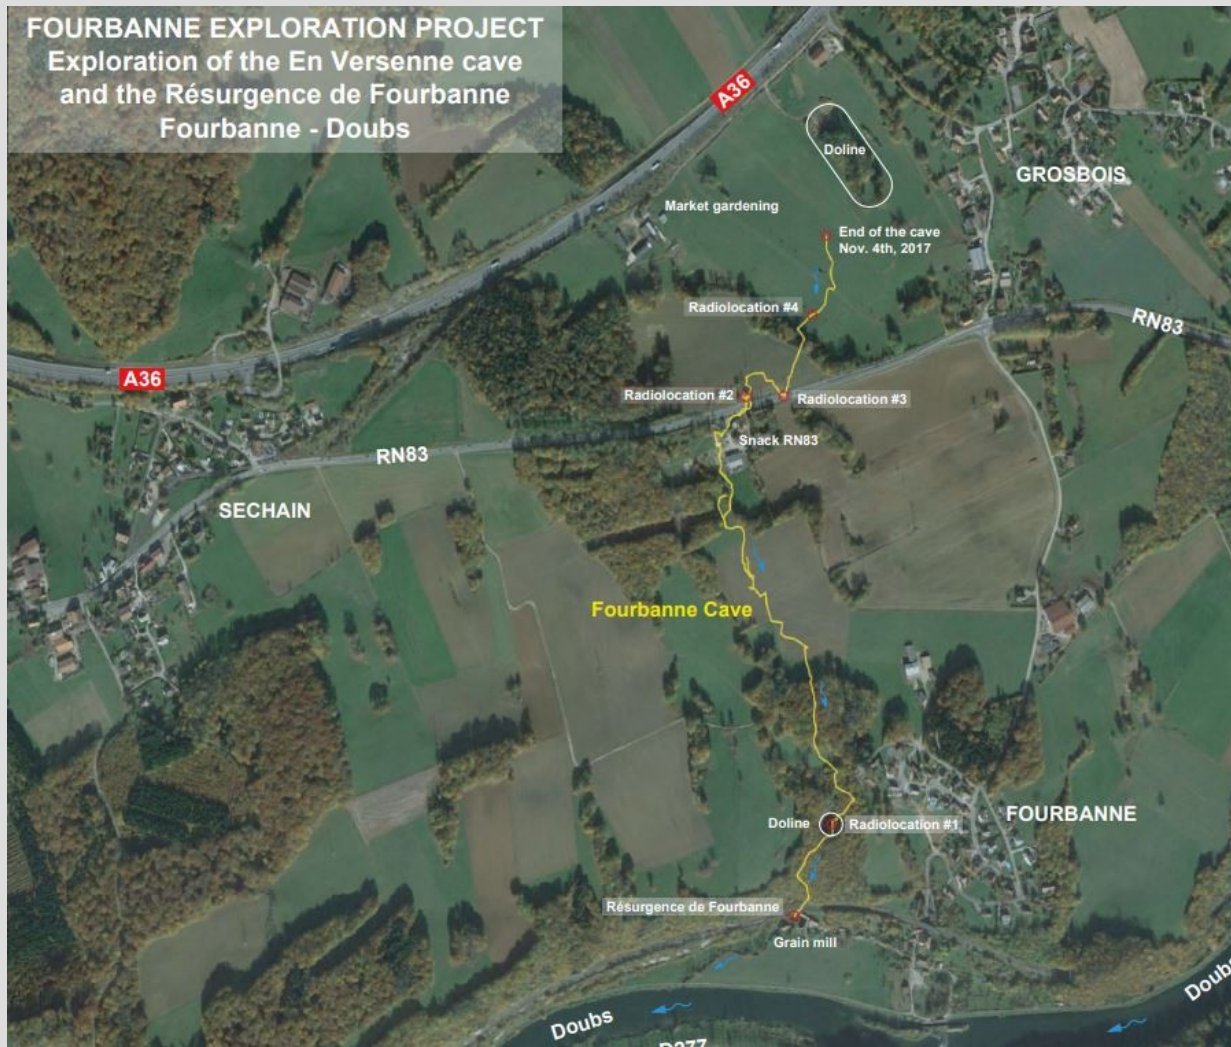 FOURBANNE EXPLORATION PROJECT
Exploration of the En Versenne cave
and the Résurgence de Fourbanne
Fourbanne - Doubs
A36
Doline
GROSBOIS
Market gardening
End of the cave
Nov. 4th, 2017
Radiolocation #4
RN83
A36
Radiolocation #2
Radiolocation #3
Snack RN83
RN83
SECHAIN
Fourbanne Cave
Doline
Radiolocation #1
FOURBANNE
Résurgence de Fourbanne
Grain mill
Doubs
Doubs
D277